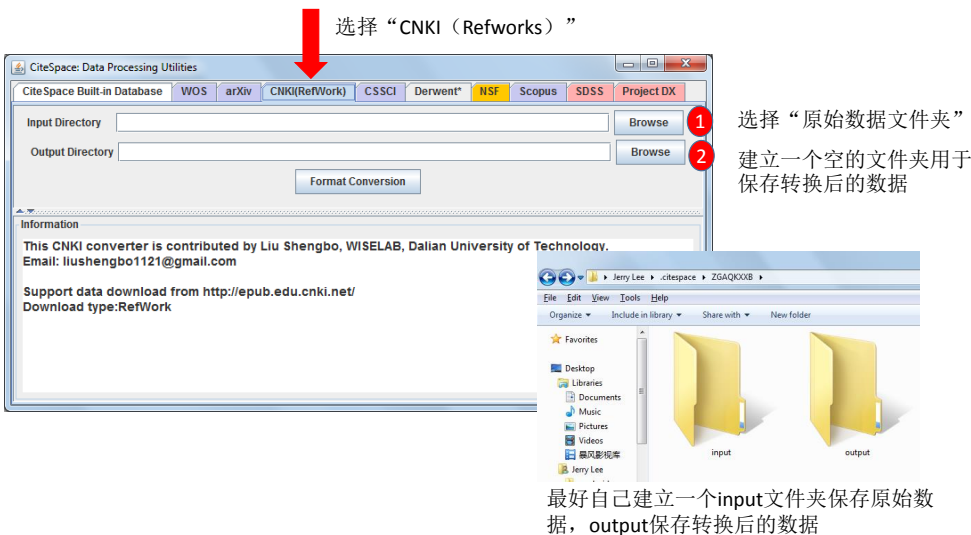 选择“CNKI（Refworks）”
CiteSpace: Data Processing Utilities
CiteSpace Built-in Database WOS arXiv CNKI(RefWork) CSSCI Derwent* NSF Scopus SDSS Project DX
Input Directory Browse 1 选择“原始数据文件夹”
Output Directory Browse 2 建立一个空的文件夹用于
保存转换后的数据
Format Conversion
Information
This CNKI converter is contributed by Liu Shengbo, WISELAB, Dalian University of Technology.
Email: liushengbo1121@gmail.com
Support data download from http://epub.edu.cnki.net/
Download type:RefWork
Jerry Lee .citespace ZGAQKXXB
File Edit View Tools Help
Organize Include in library Share with New folder
Favorites
Desktop
Libraries
Documents
Music
Pictures
Videos
暴风影视库
Jerry Lee
input output
最好自己建立一个input文件夹保存原始数
据，output保存转换后的数据